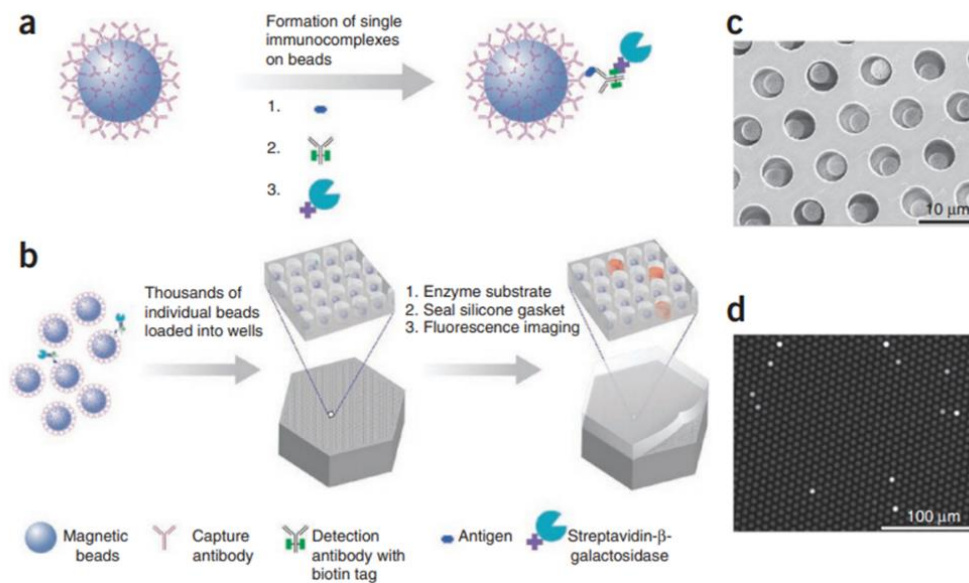 a
Formation of single
immunocomplexes
on beads
1.
2.
3.
b
Thousands of
individual beads
loaded into wells
1. Enzyme substrate
2. Seal silicone gasket
3. Fluorescence imaging
c
10 μm
d
100 μm
Magnetic
beads
Capture
antibody
Detection
antibody with
biotin tag
Antigen
Streptavidin-β-
galactosidase